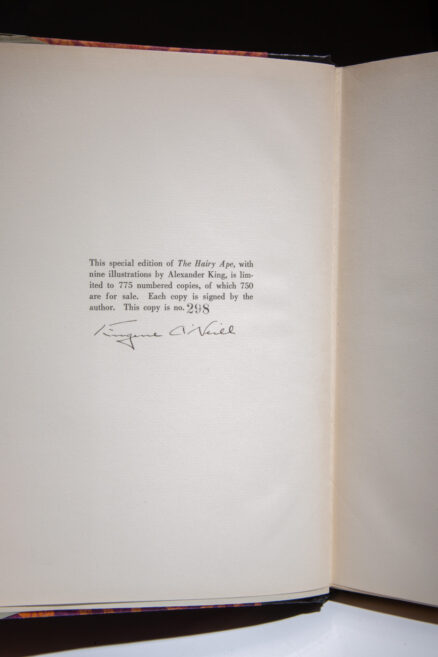 This special edition of The Hairy Ape, with
nine illustrations by Alexander King, is lim-
ited to 775 numbered copies, of which 750
are for sale. Each copy is signed by the
author. This copy is no. 298
Eugene O'Neill